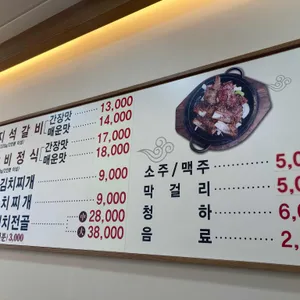 지석갈비 간장맛 13,000
매운맛 14,000
비정식 간장맛 17,000
매운맛 18,000
김치찌개 9,000
치찌개 9,000
치전골 中 28,000
大 38,000
3,000
소주/맥주 5,0
막걸리 5,0
청하 6,0
음료 2,